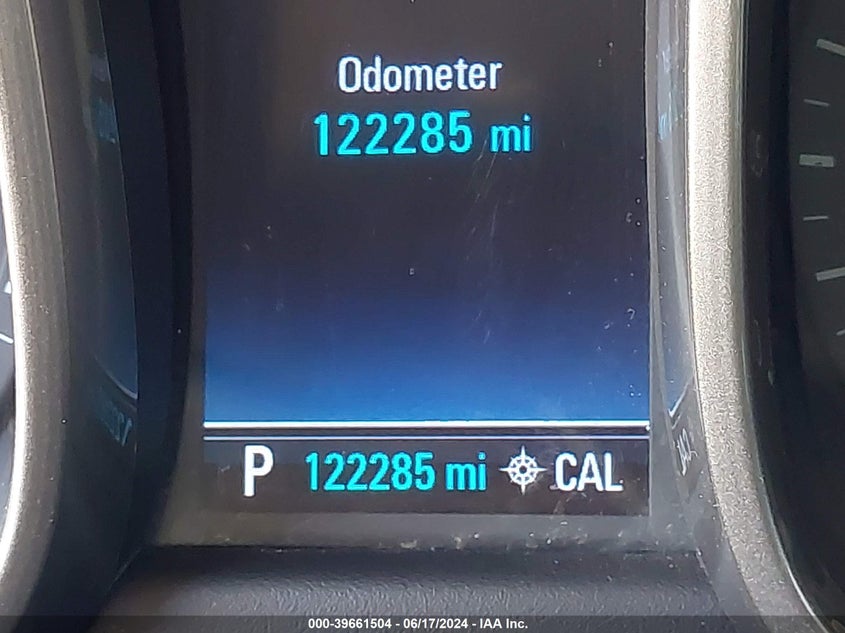 Odometer
122285 mi
P 122285 mi CAL
000-39661504 - 06/17/2024 - IAA Inc.